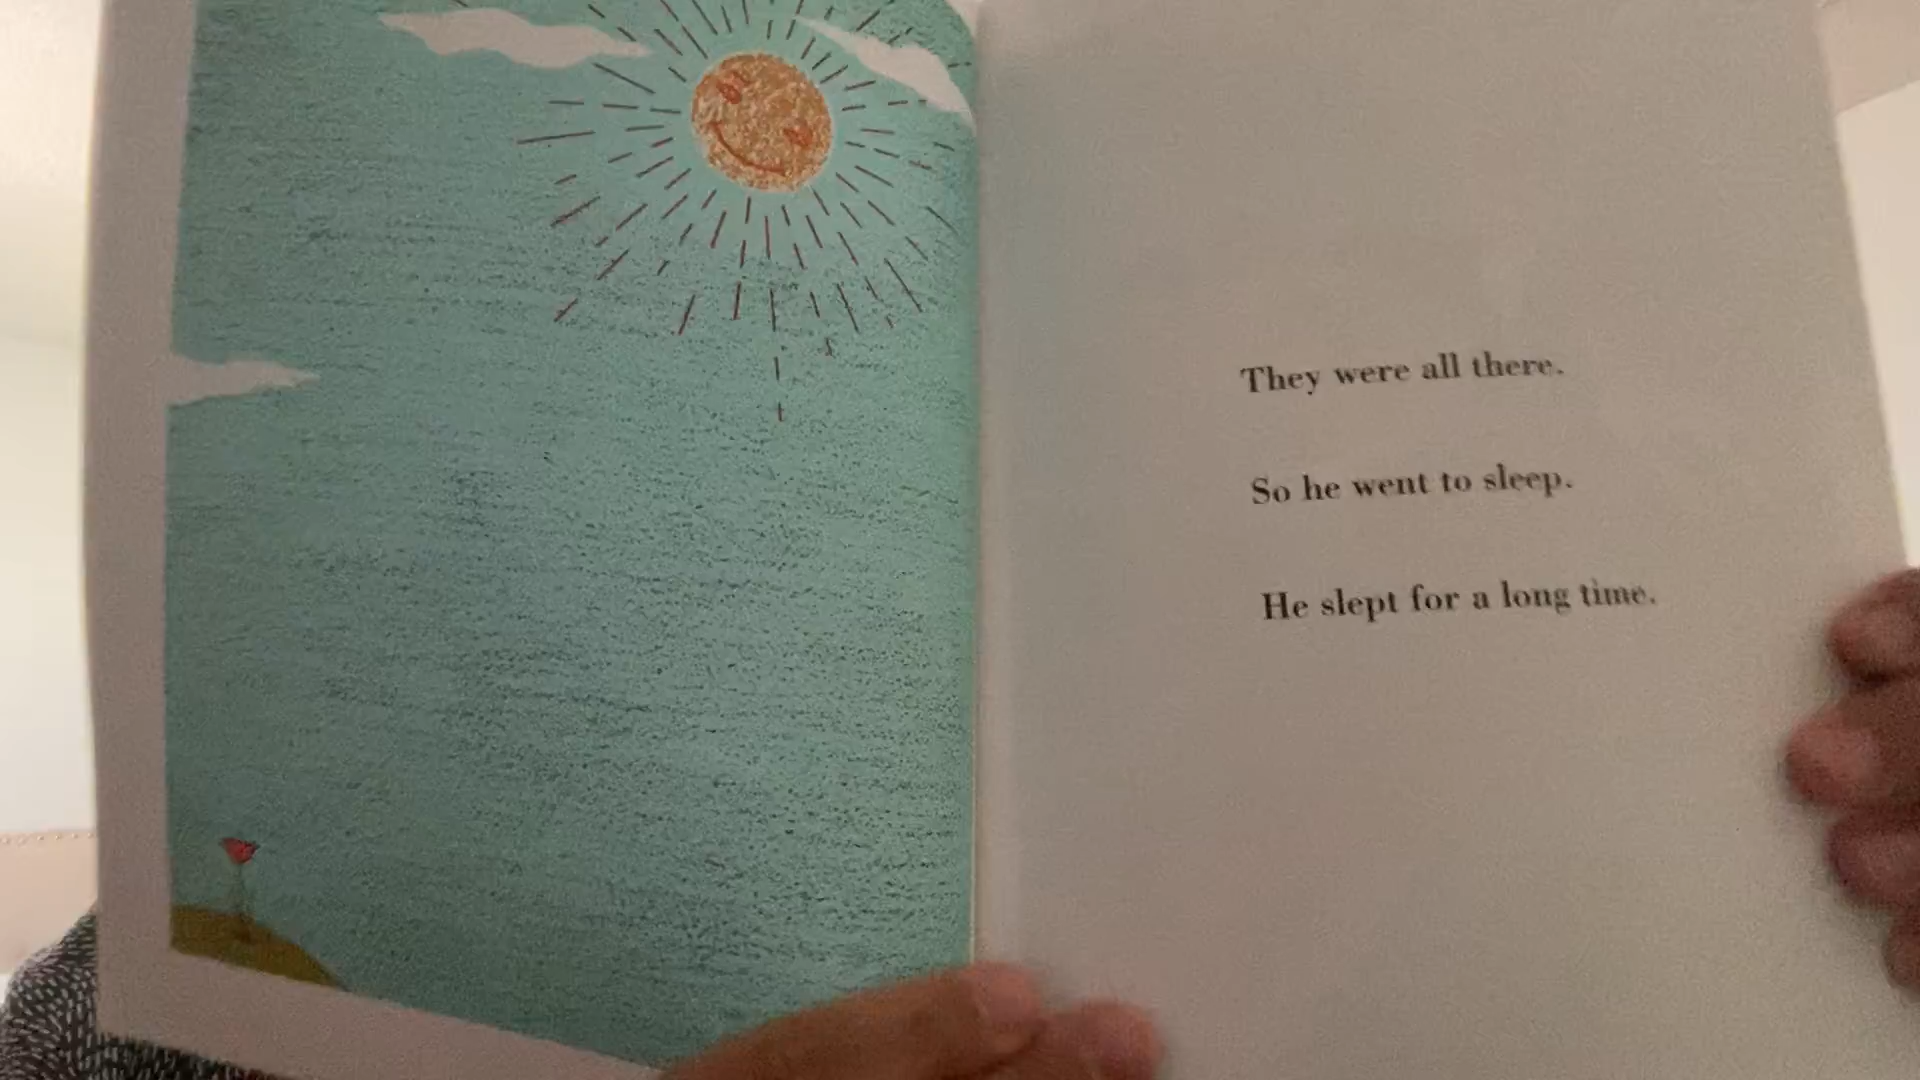 They were all there.
So he went to sleep.
He slept for a long time.